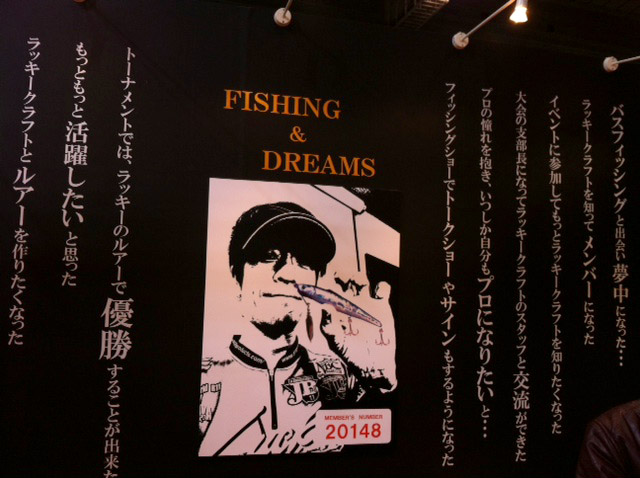 バスフィッシングと出会い夢中になった…
ラッキークラフトを知ってメンバーになった
イベントに参加してもっとラッキークラフトを知りたくなった
大会の支部長になってラッキークラフトのスタッフと交流ができた
プロの憧れを抱き、いつしか自分もプロになりたいと…
フィッシングショーでトークショーやサインもするようになった
FISHING
&
DREAMS
MEMBER'S NUMBER
20148
トーナメントでは、ラッキーのルアーで優勝することが出来た
もっともっと活躍したいと思った
ラッキークラフトとルアーを作りたくなった